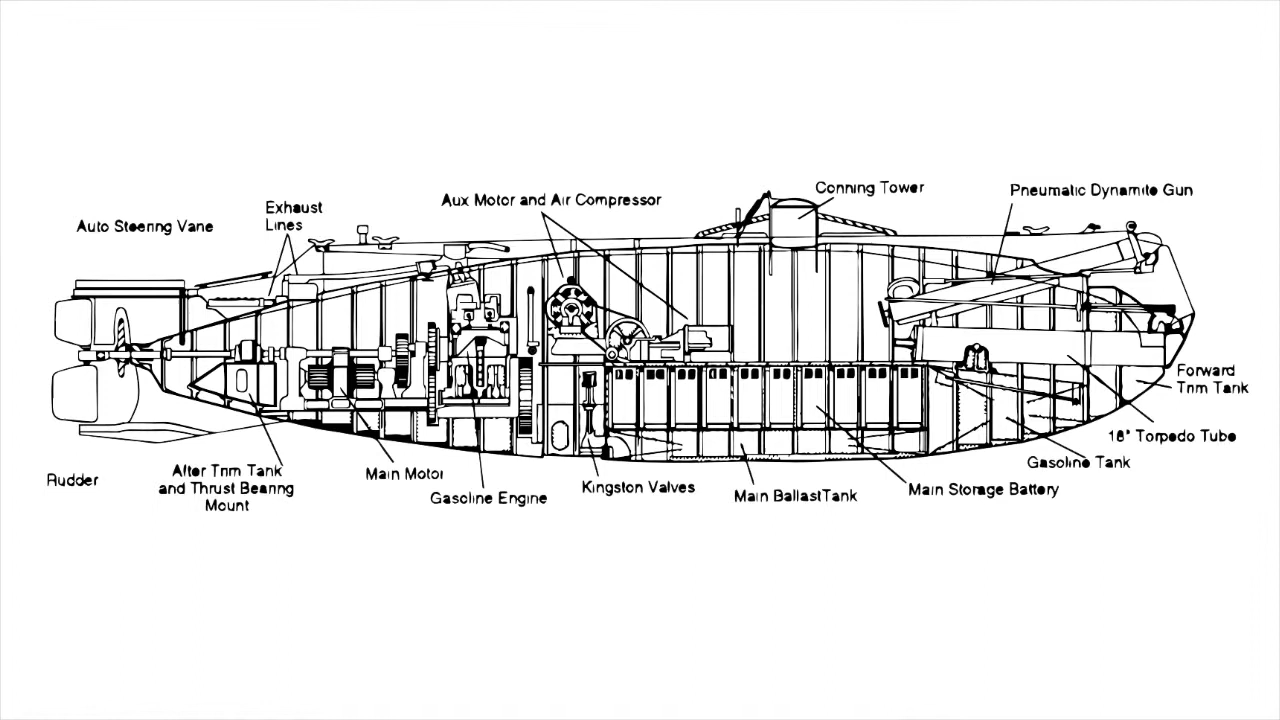 Conning Tower
Pneumatic Dynamite Gun
Aux Motor and Air Compressor
Exhaust
Lines
Auto Steering Vane
Forward
Trim Tank
18" Torpedo Tube
Gasoline Tank
Main Storage Battery
Main BallastTank
Kingston Valves
Gasoline Engine
Main Motor
After Trim Tank
and Thrust Bearing
Mount
Rudder